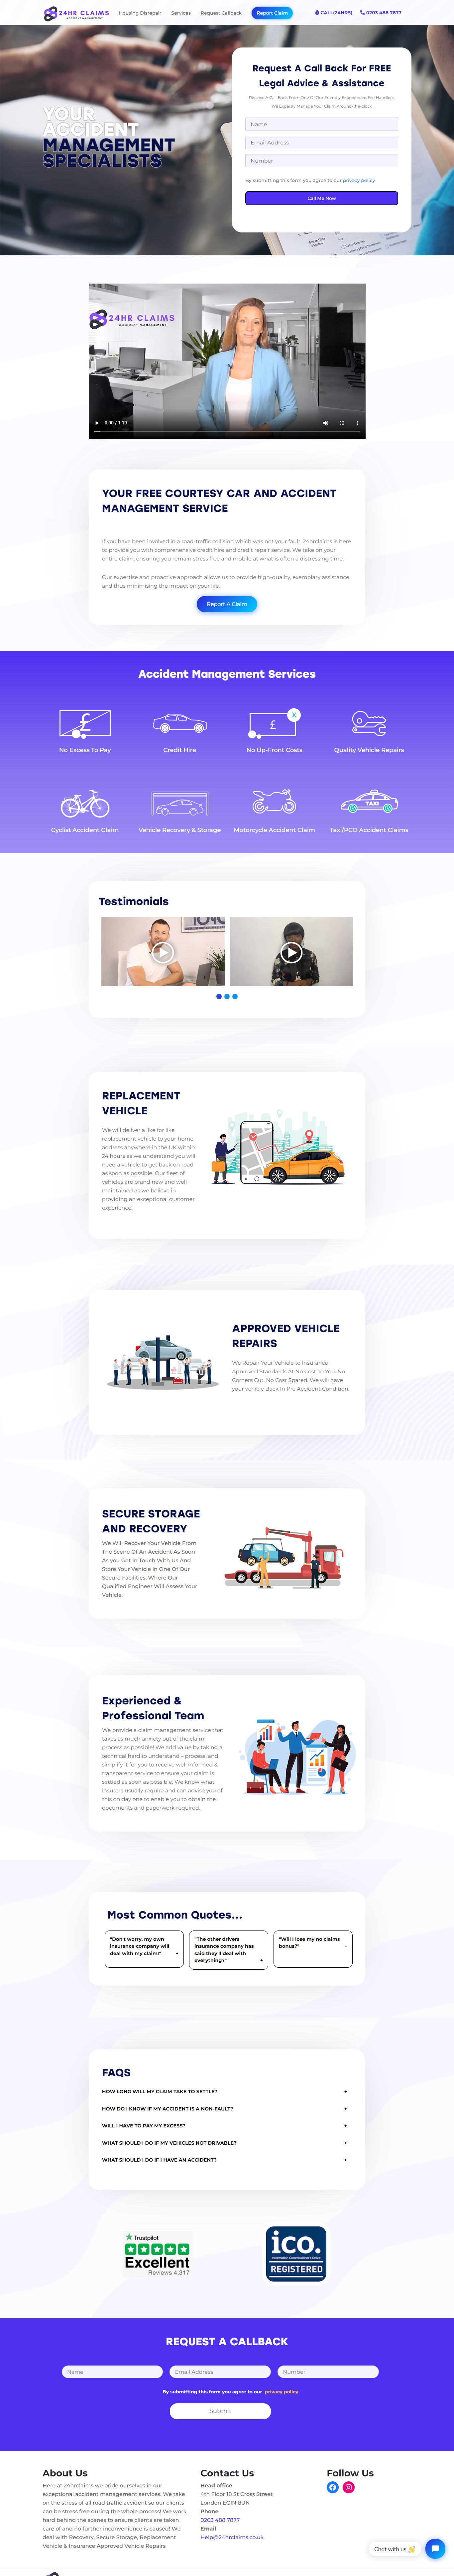 24HR CLAIMS
ACCIDENT MANAGEMENT
Housing Disrepair
Services
Request Callback
Report Claim
CALL(24HRS)
0203 488 7877
YOUR
ACCIDENT
MANAGEMENT
SPECIALISTS
Request A Call Back For FREE
Legal Advice & Assistance
Receive A Call Back From One Of Our Friendly Experienced File Handlers,
We Expertly Manage Your Claim Around-the-clock
Name
Email Address
Number
By submitting this form you agree to our privacy policy
Call Me Now
24HR CLAIMS
ACCIDENT MANAGEMENT
0:00 / 1:19
YOUR FREE COURTESY CAR AND ACCIDENT
MANAGEMENT SERVICE
If you have been involved in a road traffic collision which was not your fault, 24hrclaims is here
to provide you with comprehensive credit hire and credit repair service. We take on your
entire claim, ensuring you remain stress free and mobile at what is often a distressing time.
Our expertise and proactive approach allows us to provide high-quality, exemplary assistance
and thus minimising the impact on your life.
Report A Claim
Accident Management Services
No Excess To Pay
Credit Hire
No Up-Front Costs
Quality Vehicle Repairs
Cyclist Accident Claim
Vehicle Recovery & Storage
Motorcycle Accident Claim
TAXI
Taxi/PCO Accident Claims
Testimonials
REPLACEMENT
VEHICLE
We will deliver a like for like
replacement vehicle to your home
address anywhere in the UK within
24 hours as we understand you will
need a vehicle to get back on road
as soon as possible. Our fleet of
vehicles are brand new and well
maintained as we believe in
providing an exceptional customer
experience.
APPROVED VEHICLE
REPAIRS
We Repair Your Vehicle to Insurance
Approved Standards At No Cost To You, No
Corners Cut. No Cost Spared. We will have
your vehicle Back In Pre Accident Condition.
SECURE STORAGE
AND RECOVERY
We Will Recover Your Vehicle From
The Scene Of An Accident As Soon
As you Get In Touch With Us And
Store Your Vehicle In One Of Our
Secure Facilities, Where Our
Qualified Engineer Will Assess Your
Vehicle.
Experienced &
Professional Team
We provide a claim management service that
takes as much anxiety out of the claim
process as possible! We add value by taking a
technical hard to understand – process, and
simplify it for you to receive well informed &
transparent service to ensure your claim is
settled as soon as possible. We know what
insurers usually require and can advise you of
this on day one to enable you to obtain the
documents and paperwork required.
Most Common Quotes...
"Don't worry, my own
insurance company will
deal with my claim!" +
"The other drivers
insurance company has
said they'll deal with
everything?" +
"Will I lose my no claims
bonus?" +
FAQS
HOW LONG WILL MY CLAIM TAKE TO SETTLE? +
HOW DO I KNOW IF MY ACCIDENT IS A NON-FAULT? +
WILL I HAVE TO PAY MY EXCESS? +
WHAT SHOULD I DO IF MY VEHICLES NOT DRIVABLE? +
WHAT SHOULD I DO IF I HAVE AN ACCIDENT? +
Trustpilot
Excellent
Reviews 4,317
ico.
Information Commissioner's Office
REGISTERED
REQUEST A CALLBACK
Name
Email Address
Number
By submitting this form you agree to our privacy policy
Submit
About Us
Here at 24hrclaims we pride ourselves in our
exceptional accident management services. We take
on the stress of all road traffic accident so our clients
can be stress free during the whole process! We work
hard behind the scenes to ensure clients are taken
care of and no further inconvenience is caused! We
deal with Recovery, Secure Storage, Replacement
Vehicle & Insurance Approved Vehicle Repairs
Contact Us
Head office
4th Floor 18 St Cross Street
London EC1N 8UN
Phone
0203 488 7877
Email
Help@24hrclaims.co.uk
Follow Us
Chat with us 👋